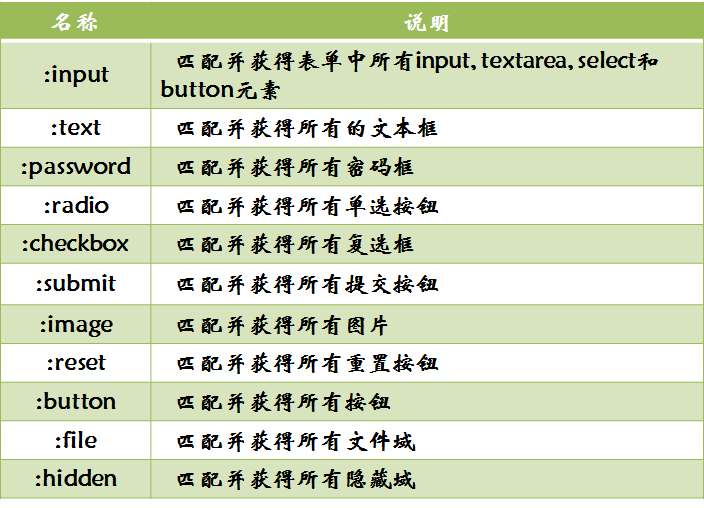 名称 说明
:input 匹配并获得表单中所有input, textarea, select和
button元素
:text 匹配并获得所有的文本框
:password 匹配并获得所有密码框
:radio 匹配并获得所有单选按钮
:checkbox 匹配并获得所有复选框
:submit 匹配并获得所有提交按钮
:image 匹配并获得所有图片
:reset 匹配并获得所有重置按钮
:button 匹配并获得所有按钮
:file 匹配并获得所有文件域
:hidden 匹配并获得所有隐藏域